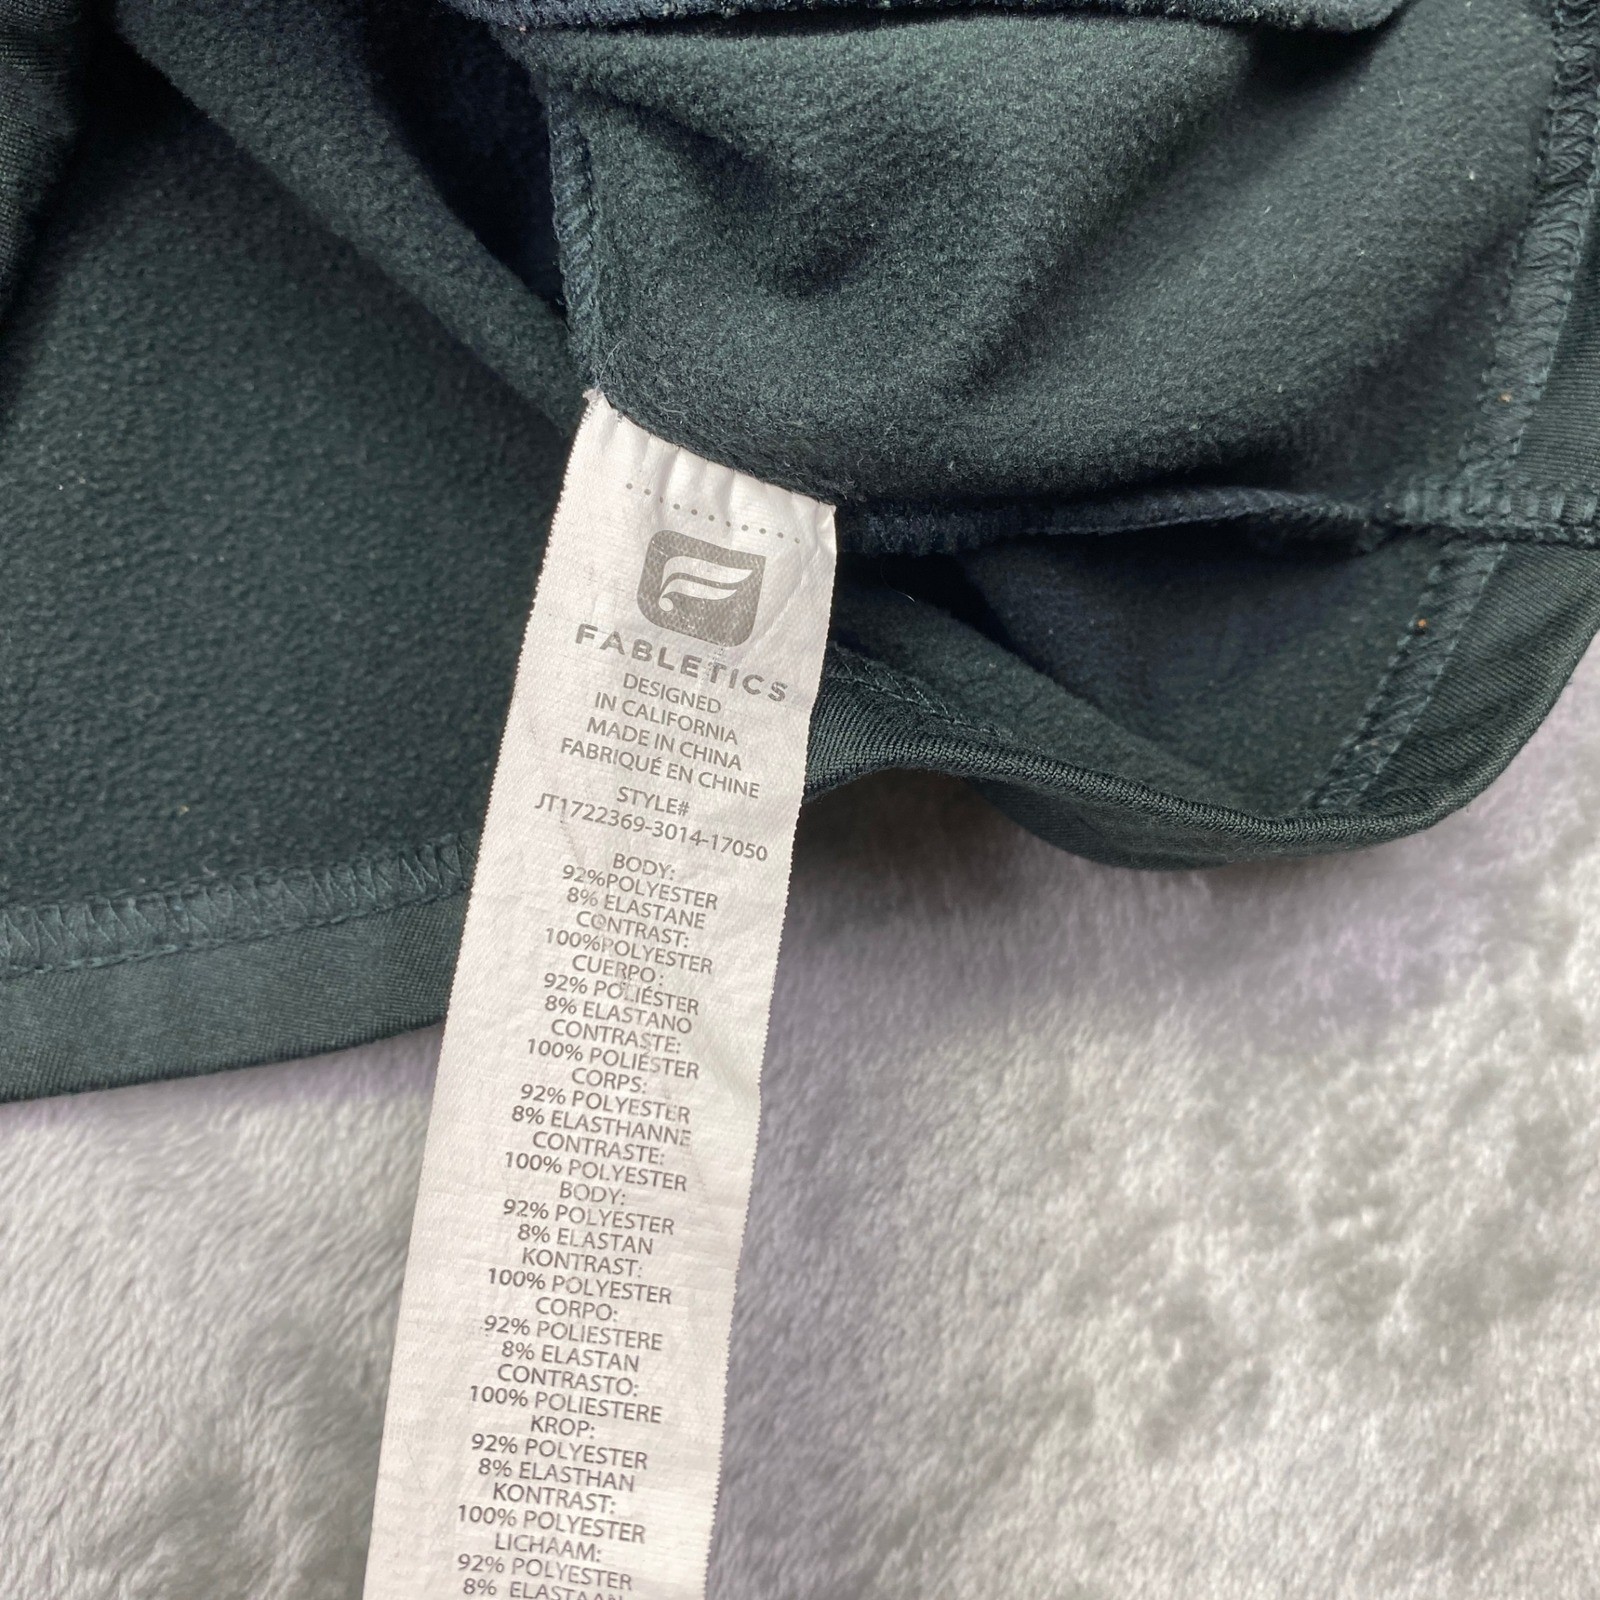 FABLETICS
DESIGNED
IN CALIFORNIA
MADE IN CHINA
FABRIQUÉ EN CHINE
STYLE#
JT1722369-3014-17050
BODY:
92%POLYESTER
8% ELASTANE
CONTRAST:
100%POLYESTER
CUERPO:
92% POLIÉSTER
8% ELASTANO
CONTRASTE:
100% POLIÉSTER
CORPS:
92% POLYESTER
8% ELASTHANNE
CONTRASTE:
100% POLYESTER
BODY:
92% POLYESTER
8% ELASTAN
KONTRAST:
100% POLYESTER
CORPO:
92% POLIESTERE
8% ELASTAN
CONTRASTO:
100% POLIESTERE
KROP:
92% POLYESTER
8% ELASTHAN
KONTRAST:
100% POLYESTER
LICHAAM:
92% POLYESTER
8% ELASTAAN